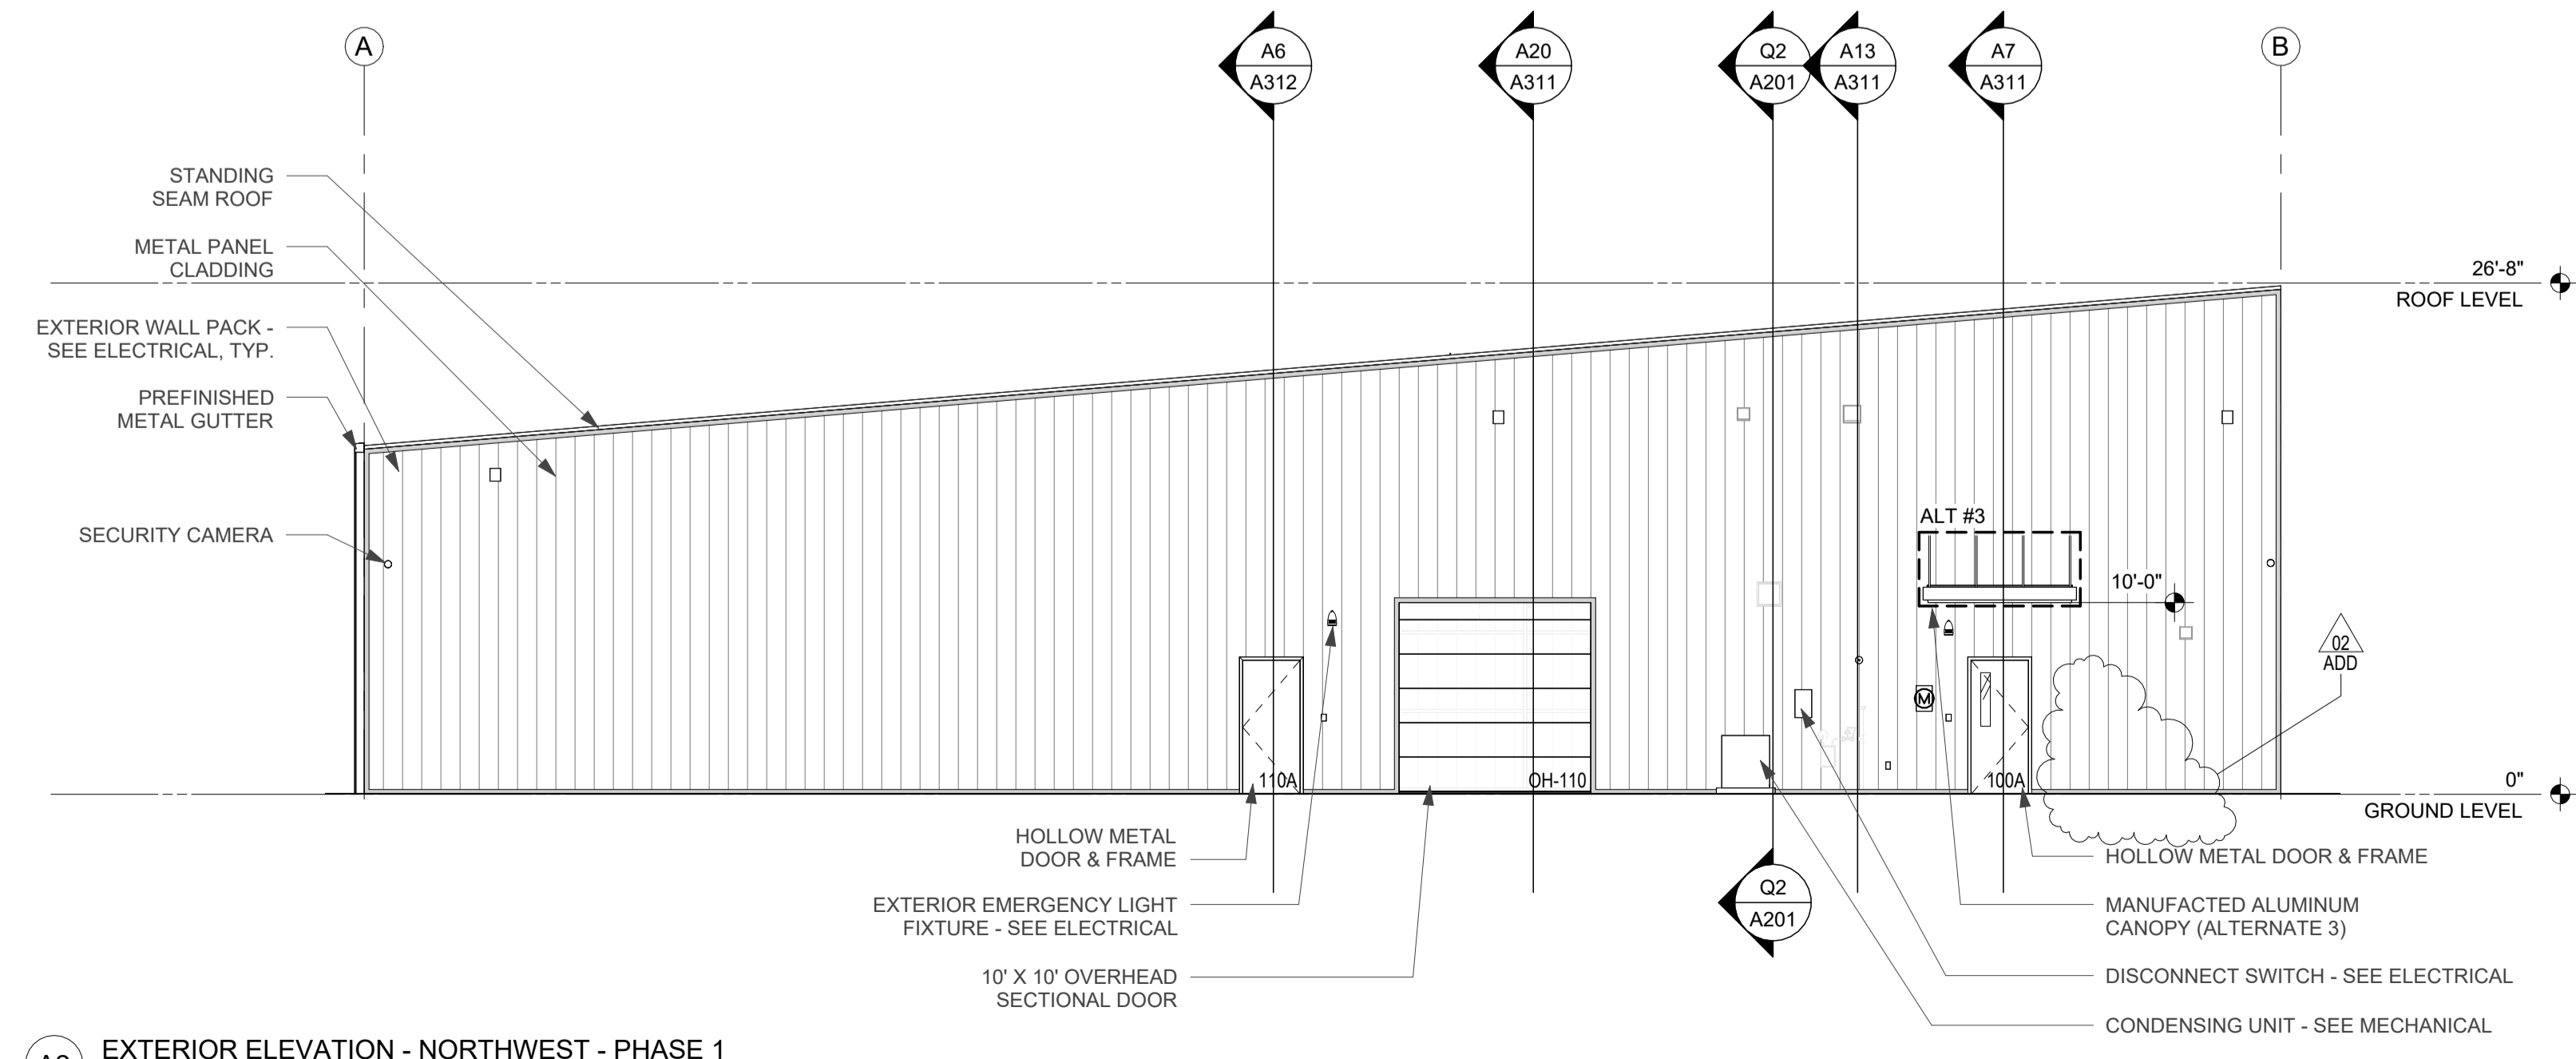 A
A6
A312
A20
A311
Q2
A201
A13
A311
A7
A311
B
STANDING
SEAM ROOF
METAL PANEL
CLADDING
EXTERIOR WALL PACK -
SEE ELECTRICAL, TYP.
PREFINISHED
METAL GUTTER
SECURITY CAMERA
26'-8"
ROOF LEVEL
ALT #3
10'-0"
02
ADD
M
110A
OH-110
100A
0"
GROUND LEVEL
HOLLOW METAL
DOOR & FRAME
EXTERIOR EMERGENCY LIGHT
FIXTURE - SEE ELECTRICAL
10' X 10' OVERHEAD
SECTIONAL DOOR
Q2
A201
HOLLOW METAL DOOR & FRAME
MANUFACTED ALUMINUM
CANOPY (ALTERNATE 3)
DISCONNECT SWITCH - SEE ELECTRICAL
CONDENSING UNIT - SEE MECHANICAL
EXTERIOR ELEVATION - NORTHWEST - PHASE 1